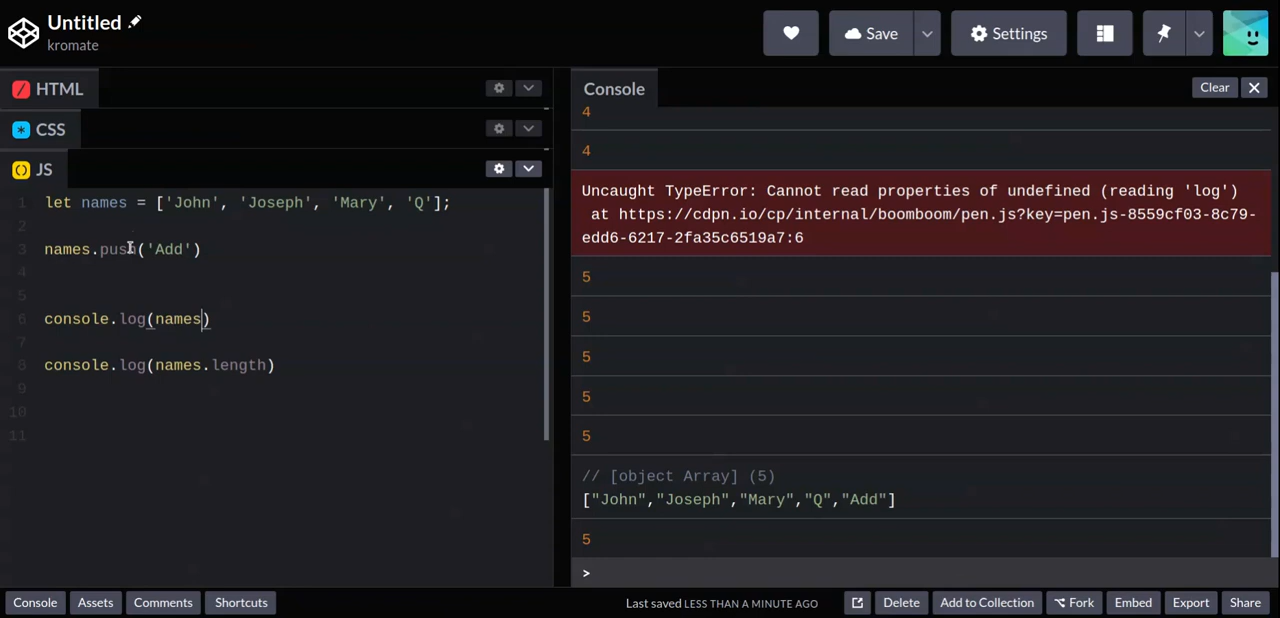 Untitled
kromate
Save
Settings
HTML
CSS
JS
1 let names = ['John', 'Joseph', 'Mary', 'Q'];
2
3 names.push('Add')
4
5
6 console.log(names)
7
8 console.log(names.length)
9
10
11
Console
Clear
4
4
Uncaught TypeError: Cannot read properties of undefined (reading 'log')
at https://cdpn.io/cp/internal/boomboom/pen.js?key=pen.js-8559cf03-8c79-
edd6-6217-2fa35c6519a7:6
5
5
5
5
5
// [object Array] (5)
["John","Joseph","Mary","Q","Add"]
5
>
Console
Assets
Comments
Shortcuts
Last saved LESS THAN A MINUTE AGO
Delete
Add to Collection
Fork
Embed
Export
Share